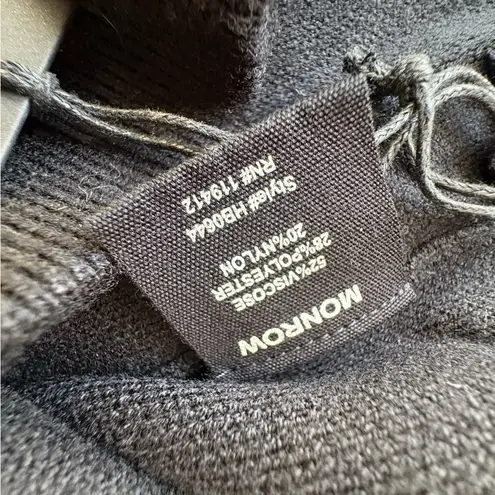 MONROW
52%VISCOSE
28%POLYESTER
20%NYLON
Style# HB0644
RN# 119412